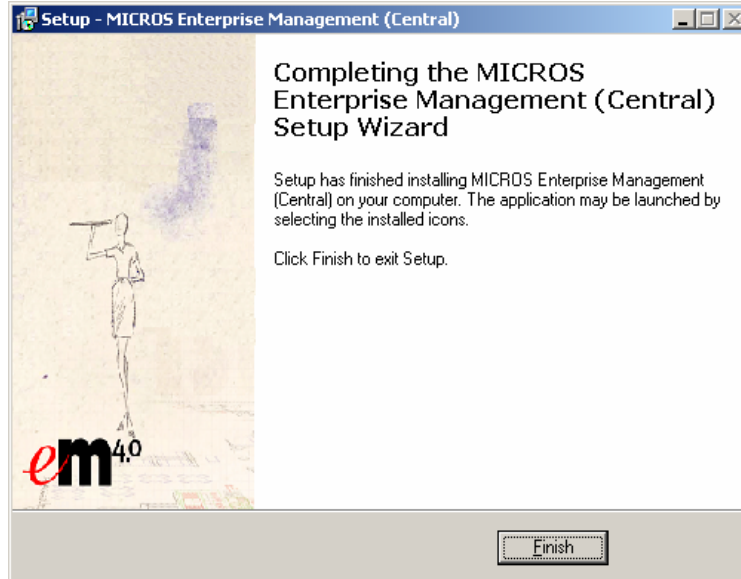 Setup - MICROS Enterprise Management (Central)
Completing the MICROS
Enterprise Management (Central)
Setup Wizard
Setup has finished installing MICROS Enterprise Management
(Central) on your computer. The application may be launched by
selecting the installed icons.
Click Finish to exit Setup.
em 4.0
Finish